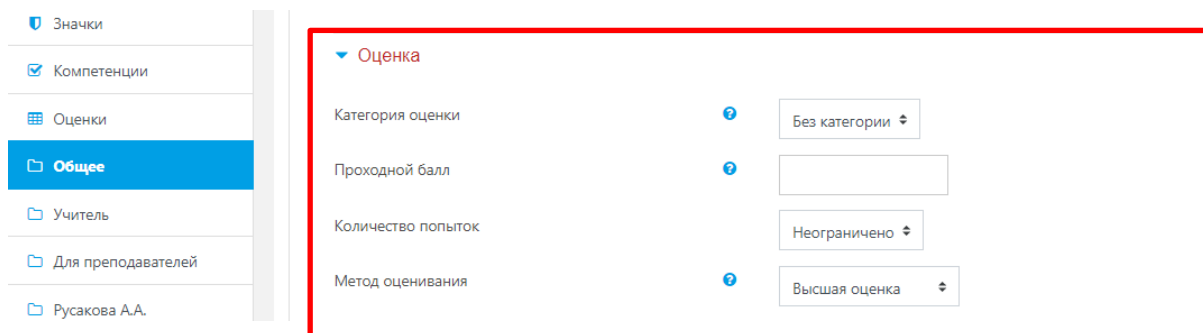 Значки
Компетенции
Оценки
Общее
Учитель
Для преподавателей
Русакова А.А.
Оценка
Категория оценки
Без категории
Проходной балл
Количество попыток
Неограничено
Метод оценивания
Высшая оценка